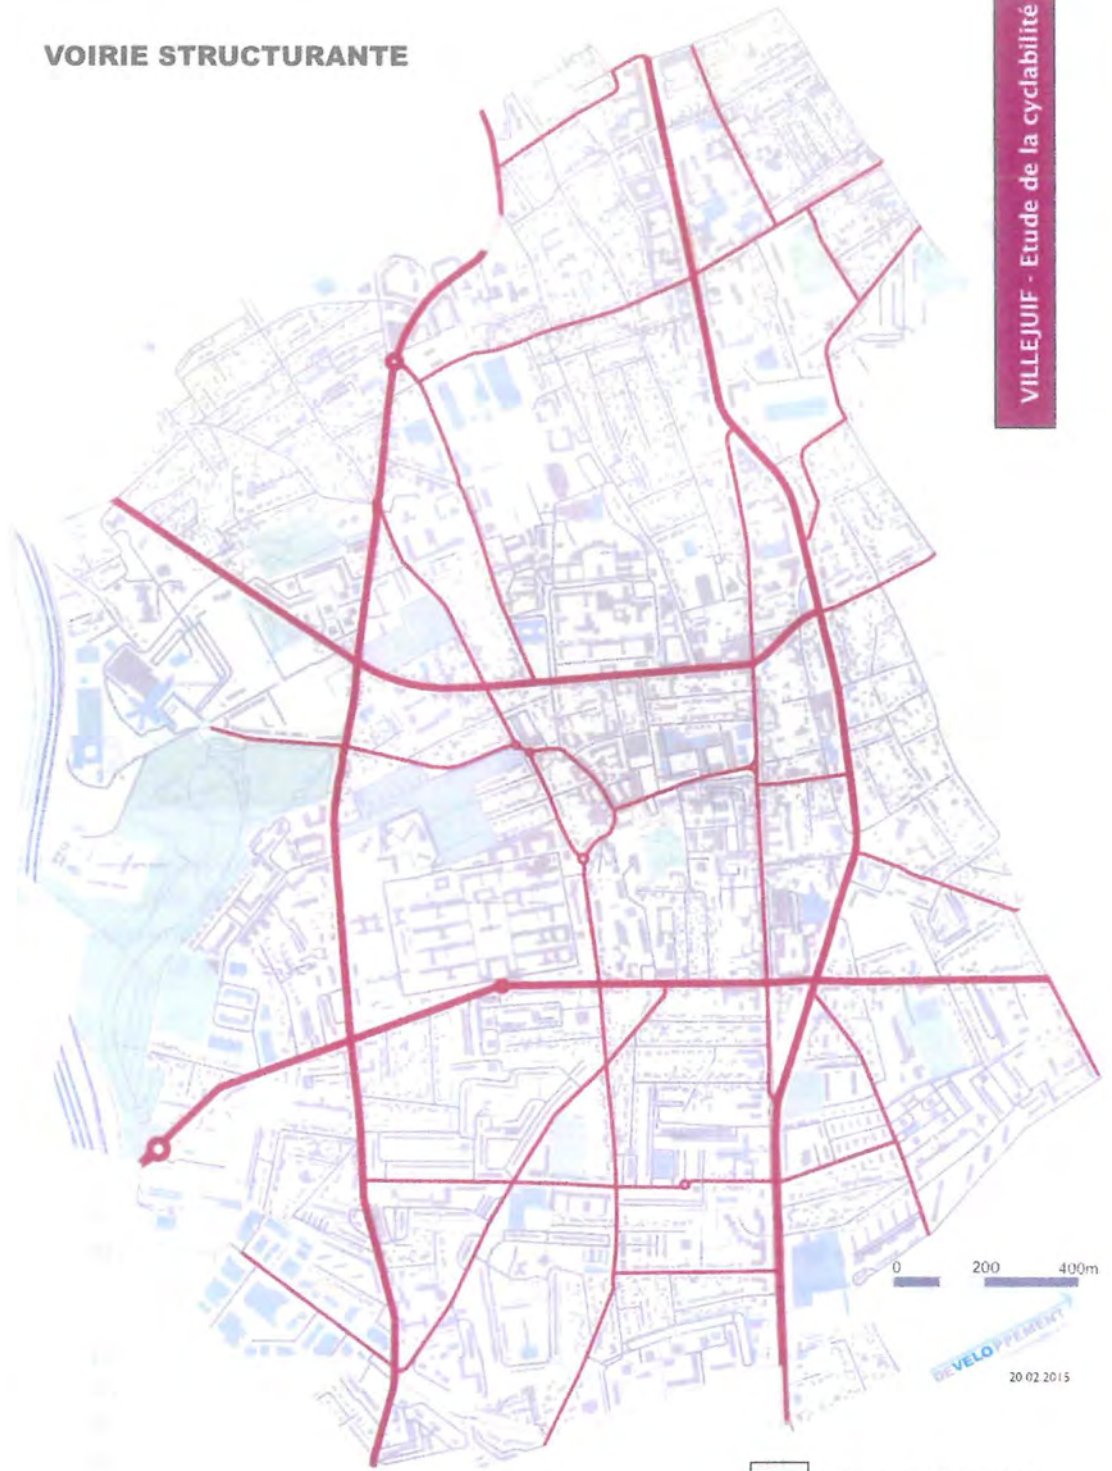 VOIRIE STRUCTURANTE
VILLEJUIF - Etude de la cyclabilité
0 200 400m
DEVELOPPEMENT
20 02 2015